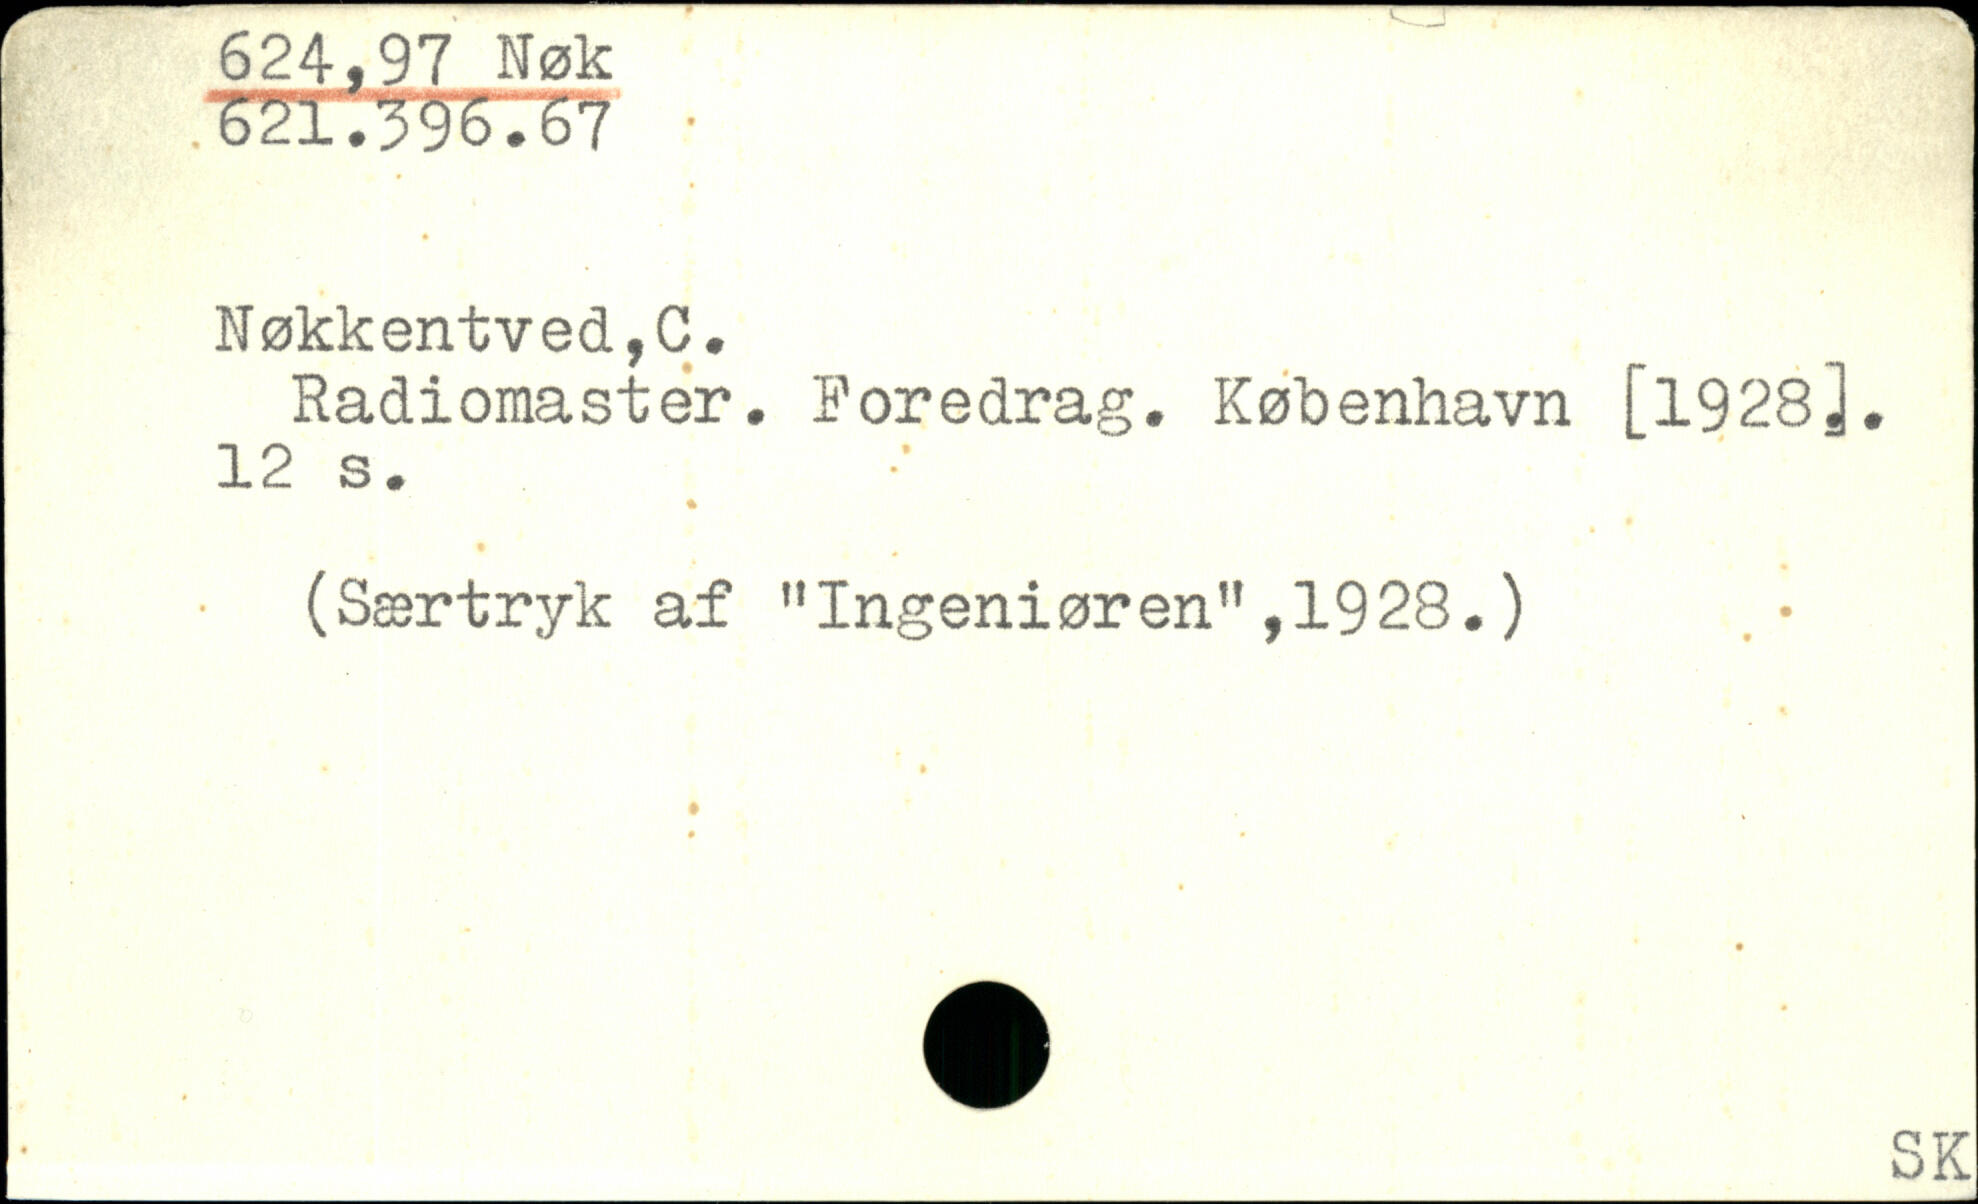 624,97 Nøk
621.396.67
Nøkkentved,C.
Radiomaster. Foredrag. København [1928].
12 s.
(Særtryk af "Ingeniøren",1928.)
SK